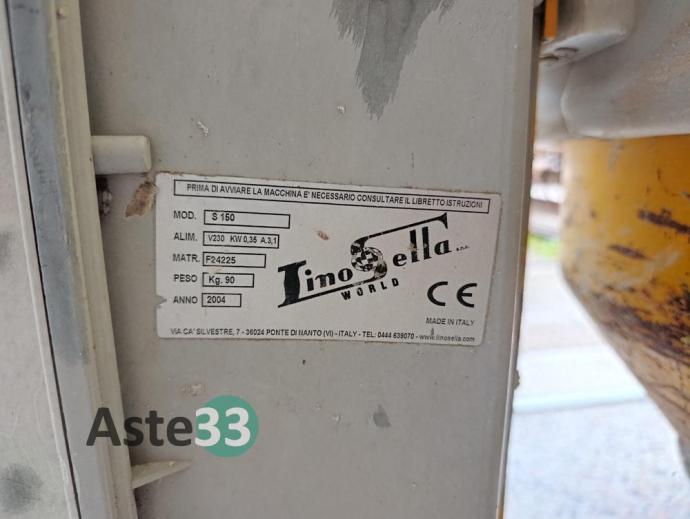 PRIMA DI AVVIARE LA MACCHINA E' NECESSARIO CONSULTARE IL LIBRETTO ISTRUZIONI
MOD. S 150
ALIM. V230 KW 0,35 A.3,1
MATR. F24225
PESO Kg. 90
ANNO 2004
Lino Sella s.n.c.
WORLD
CE
MADE IN ITALY
VIA CA' SILVESTRE, 7 - 36024 PONTE DI NANTO (VI) - ITALY - TEL: 0444 639070 - www.linosella.com
Aste33